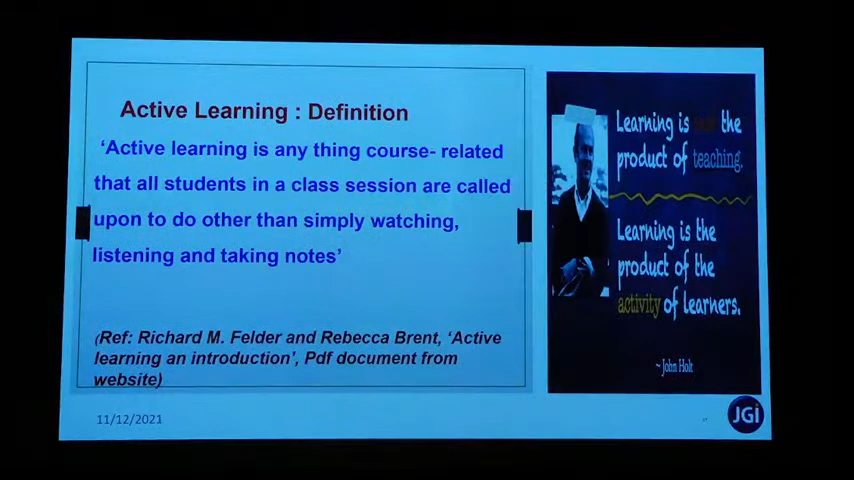 Active Learning : Definition
‘Active learning is any thing course- related
that all students in a class session are called
upon to do other than simply watching,
listening and taking notes’
(Ref: Richard M. Felder and Rebecca Brent, ‘Active
learning an introduction’, Pdf document from
website)
11/12/2021
Learning is not the
product of teaching.
Learning is the
product of the
activity of learners.
~ John Holt
JGi